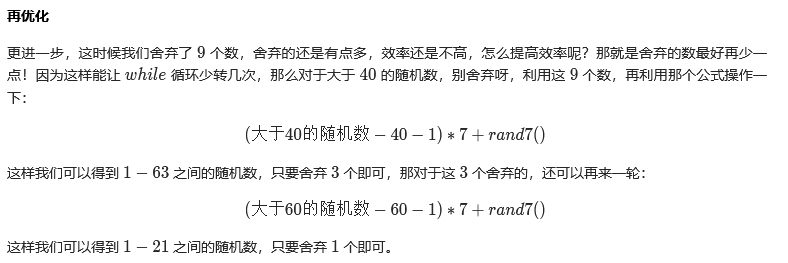 再优化
更进一步，这时候我们舍弃了 9 个数，舍弃的还是有点多，效率还是不高，怎么提高效率呢？那就是舍弃的数最好再少一
点！因为这样能让 while 循环少转几次，那么对于大于 40 的随机数，别舍弃呀，利用这 9 个数，再利用那个公式操作一
下：
(大于40的随机数 − 40 − 1) ∗ 7 + rand7()
这样我们可以得到 1 − 63 之间的随机数，只要舍弃 3 个即可，那对于这 3 个舍弃的，还可以再来一轮：
(大于60的随机数 − 60 − 1) ∗ 7 + rand7()
这样我们可以得到 1 − 21 之间的随机数，只要舍弃 1 个即可。